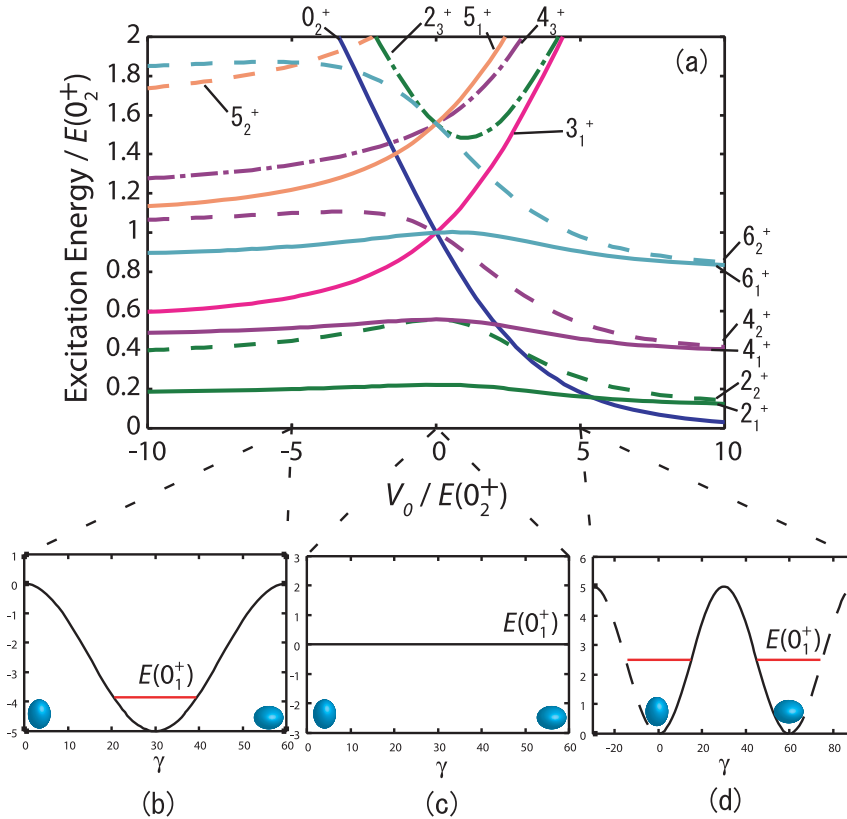 0₂⁺ 2₃⁺ 5₁⁺ 4₃⁺
(a)
Excitation Energy / E(0₂⁺)
2
1.8
1.6
1.4
1.2
1
0.8
0.6
0.4
0.2
0
5₂⁺
3₁⁺
6₂⁺
6₁⁺
4₂⁺
4₁⁺
2₂⁺
2₁⁺
-10 -5 0 5 10
V₀ / E(0₂⁺)
1
0
-1
-2
-3
-4
-5
E(0₁⁺)
0 10 20 30 40 50 60
γ
(b)
3
2
1
0
-1
-2
-3
E(0₁⁺)
0 10 20 30 40 50 60
γ
(c)
6
5
4
3
2
1
0
E(0₁⁺)
-20 0 20 40 60 80
γ
(d)